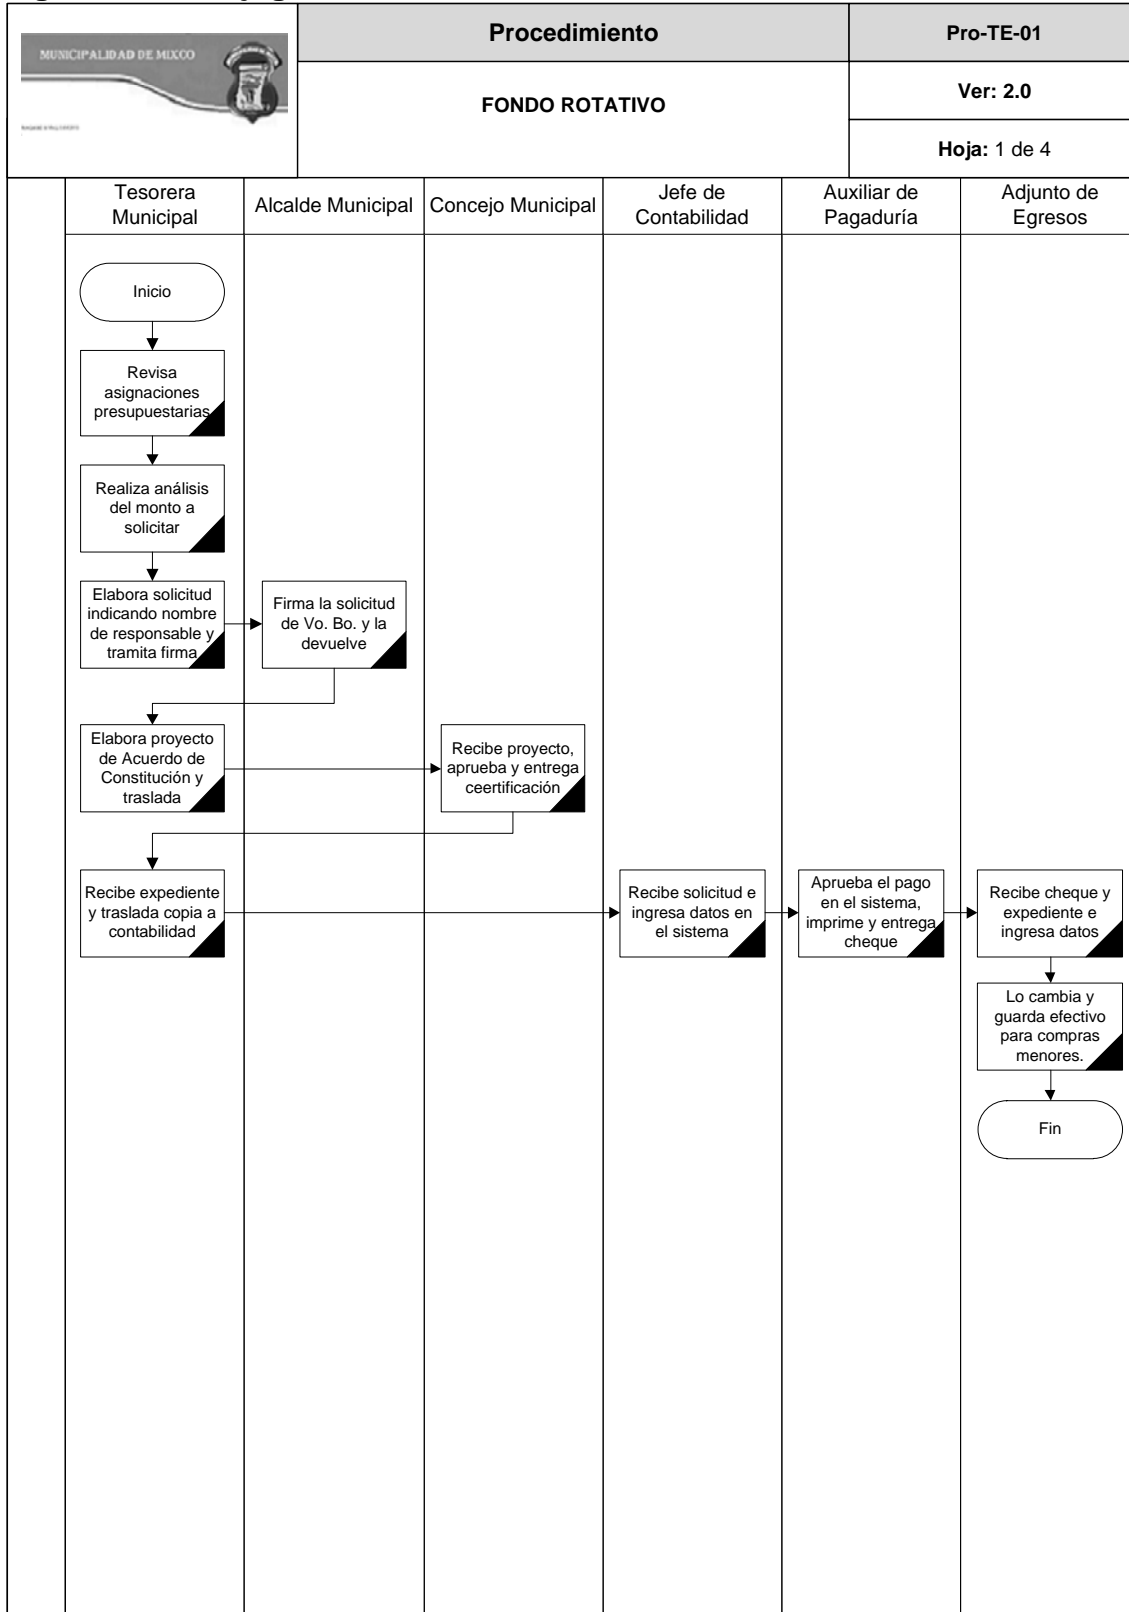 MUNICIPALIDAD DE MIXCO
Procedimiento
Pro-TE-01
FONDO ROTATIVO
Ver: 2.0
Hoja: 1 de 4
Tesorera
Municipal
Alcalde Municipal
Concejo Municipal
Jefe de
Contabilidad
Auxiliar de
Pagaduría
Adjunto de
Egresos
Inicio
Revisa
asignaciones
presupuestarias
Realiza análisis
del monto a
solicitar
Elabora solicitud
indicando nombre
de responsable y
tramita firma
Firma la solicitud
de Vo. Bo. y la
devuelve
Elabora proyecto
de Acuerdo de
Constitución y
traslada
Recibe proyecto,
aprueba y entrega
ceertificación
Recibe expediente
y traslada copia a
contabilidad
Recibe solicitud e
ingresa datos en
el sistema
Aprueba el pago
en el sistema,
imprime y entrega
cheque
Recibe cheque y
expediente e
ingresa datos
Lo cambia y
guarda efectivo
para compras
menores.
Fin